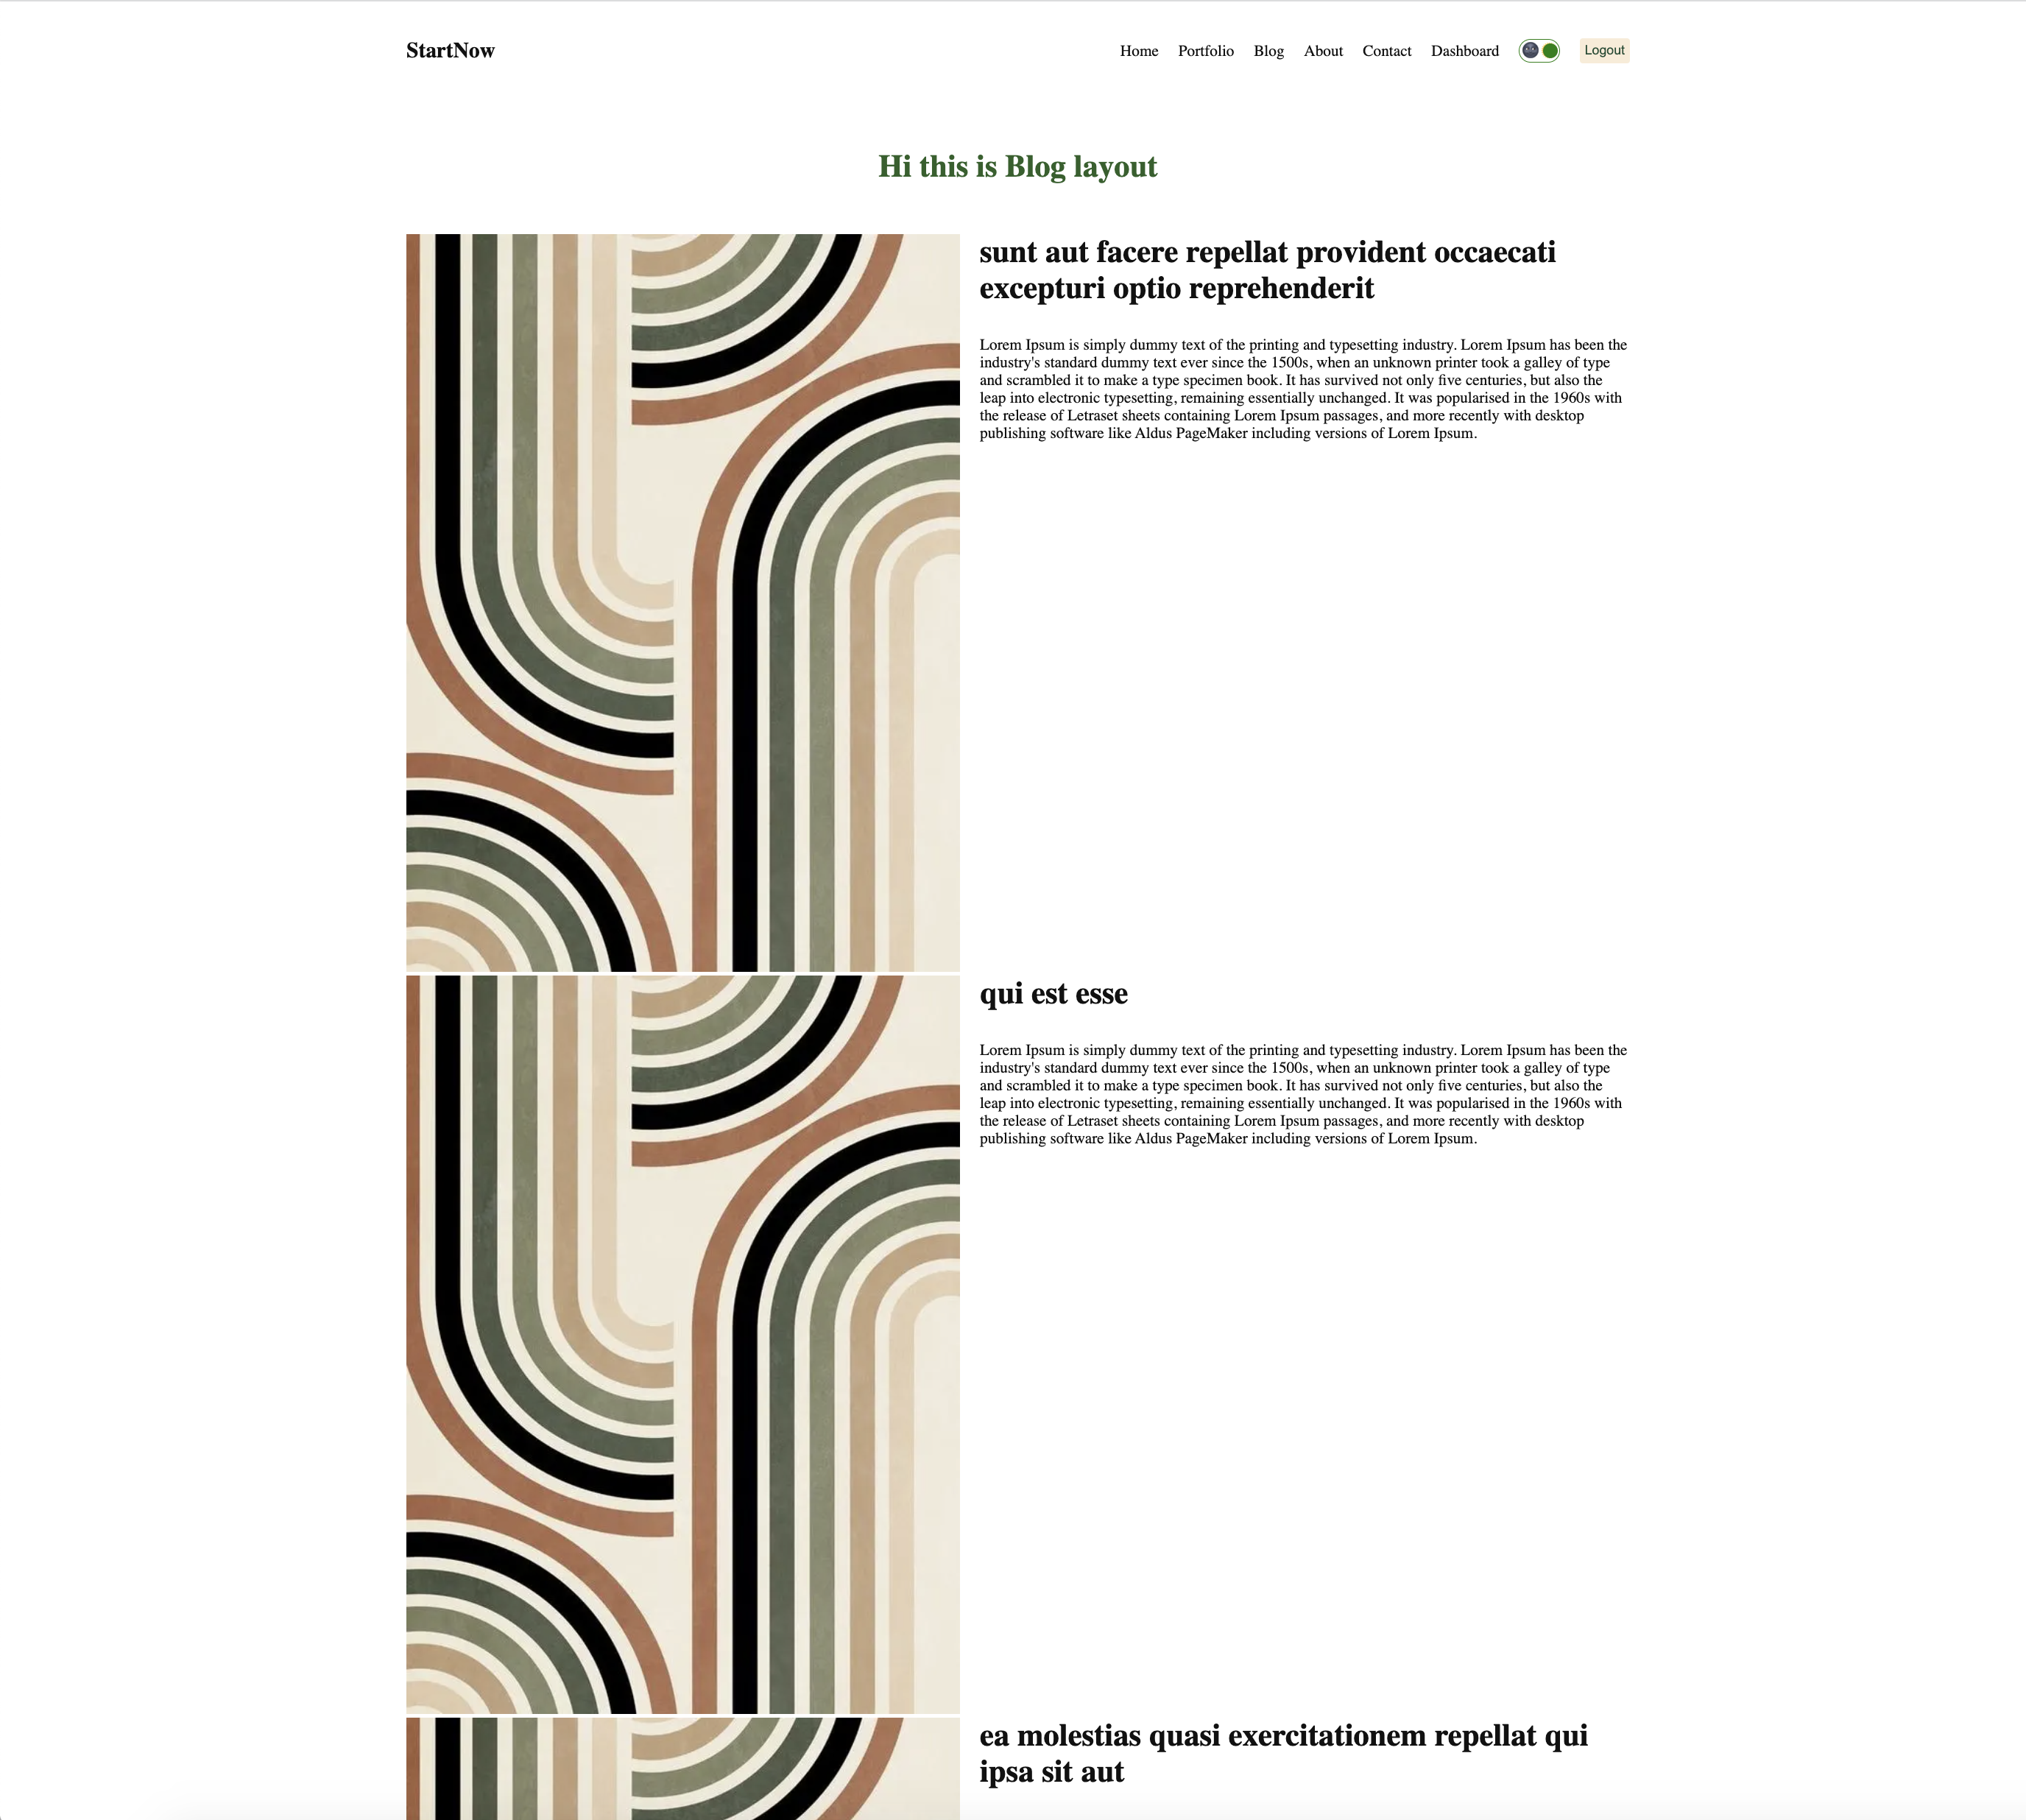 StartNow
Home Portfolio Blog About Contact Dashboard Logout
Hi this is Blog layout
sunt aut facere repellat provident occaecati
excepturi optio reprehenderit
Lorem Ipsum is simply dummy text of the printing and typesetting industry. Lorem Ipsum has been the
industry's standard dummy text ever since the 1500s, when an unknown printer took a galley of type
and scrambled it to make a type specimen book. It has survived not only five centuries, but also the
leap into electronic typesetting, remaining essentially unchanged. It was popularised in the 1960s with
the release of Letraset sheets containing Lorem Ipsum passages, and more recently with desktop
publishing software like Aldus PageMaker including versions of Lorem Ipsum.
qui est esse
Lorem Ipsum is simply dummy text of the printing and typesetting industry. Lorem Ipsum has been the
industry's standard dummy text ever since the 1500s, when an unknown printer took a galley of type
and scrambled it to make a type specimen book. It has survived not only five centuries, but also the
leap into electronic typesetting, remaining essentially unchanged. It was popularised in the 1960s with
the release of Letraset sheets containing Lorem Ipsum passages, and more recently with desktop
publishing software like Aldus PageMaker including versions of Lorem Ipsum.
ea molestias quasi exercitationem repellat qui
ipsa sit aut